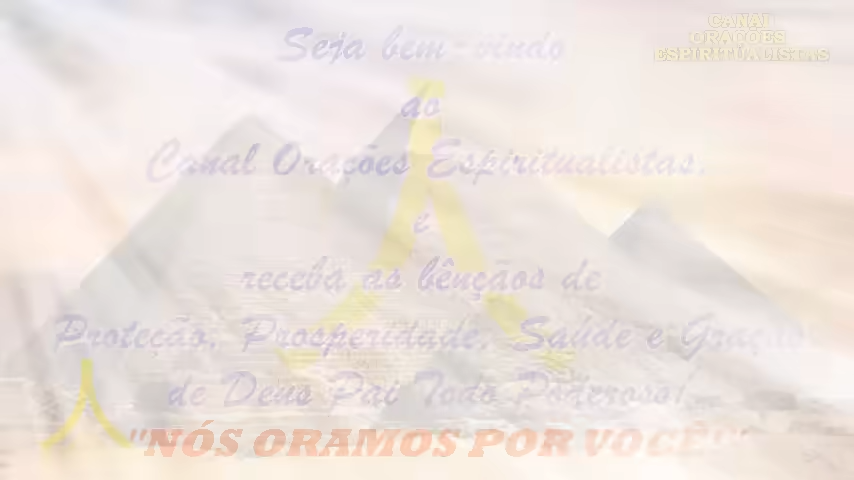 CANAL
ORAÇÕES
ESPIRITUALISTAS
Seja bem-vindo
ao
Canal Orações Espiritualistas,
e
receba as bênçãos de
Proteção, Prosperidade, Saúde e Graças
de Deus Pai Todo Poderoso!
"NÓS ORAMOS POR VOCÊ!"